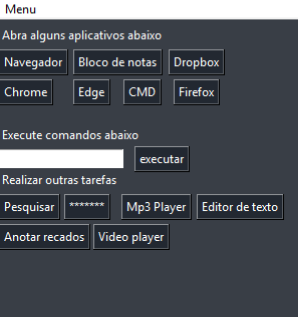 Menu
Abra alguns aplicativos abaixo
Navegador Bloco de notas Dropbox
Chrome Edge CMD Firefox
Execute comandos abaixo
executar
Realizar outras tarefas
Pesquisar ******* Mp3 Player Editor de texto
Anotar recados Video player